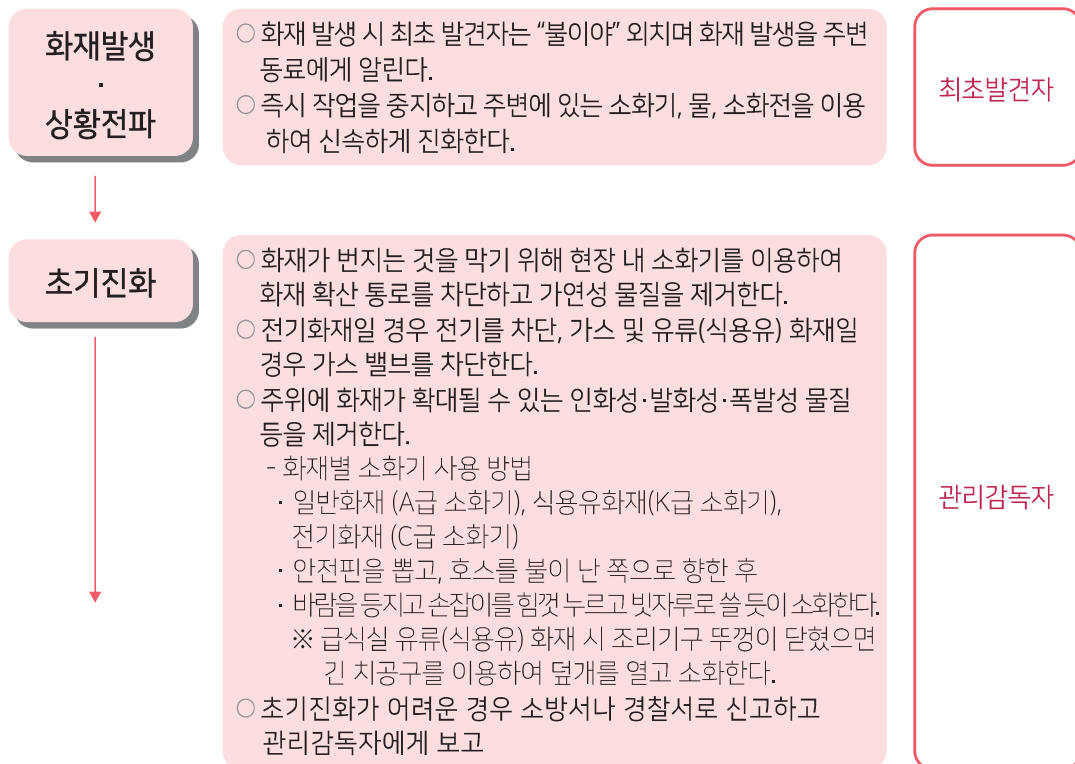 화재발생
·
상황전파
○ 화재 발생 시 최초 발견자는 “불이야” 외치며 화재 발생을 주변
동료에게 알린다.
○ 즉시 작업을 중지하고 주변에 있는 소화기, 물, 소화전을 이용
하여 신속하게 진화한다.
최초발견자
초기진화
○ 화재가 번지는 것을 막기 위해 현장 내 소화기를 이용하여
화재 확산 통로를 차단하고 가연성 물질을 제거한다.
○ 전기화재일 경우 전기를 차단, 가스 및 유류(식용유) 화재일
경우 가스 밸브를 차단한다.
○ 주위에 화재가 확대될 수 있는 인화성·발화성·폭발성 물질
등을 제거한다.
- 화재별 소화기 사용 방법
· 일반화재 (A급 소화기), 식용유화재(K급 소화기),
전기화재 (C급 소화기)
· 안전핀을 뽑고, 호스를 불이 난 쪽으로 향한 후
· 바람을 등지고 손잡이를 힘껏 누르고 빗자루로 쓸 듯이 소화한다.
※ 급식실 유류(식용유) 화재 시 조리기구 뚜껑이 닫혔으면
긴 치공구를 이용하여 덮개를 열고 소화한다.
○ 초기진화가 어려운 경우 소방서나 경찰서로 신고하고
관리감독자에게 보고
관리감독자